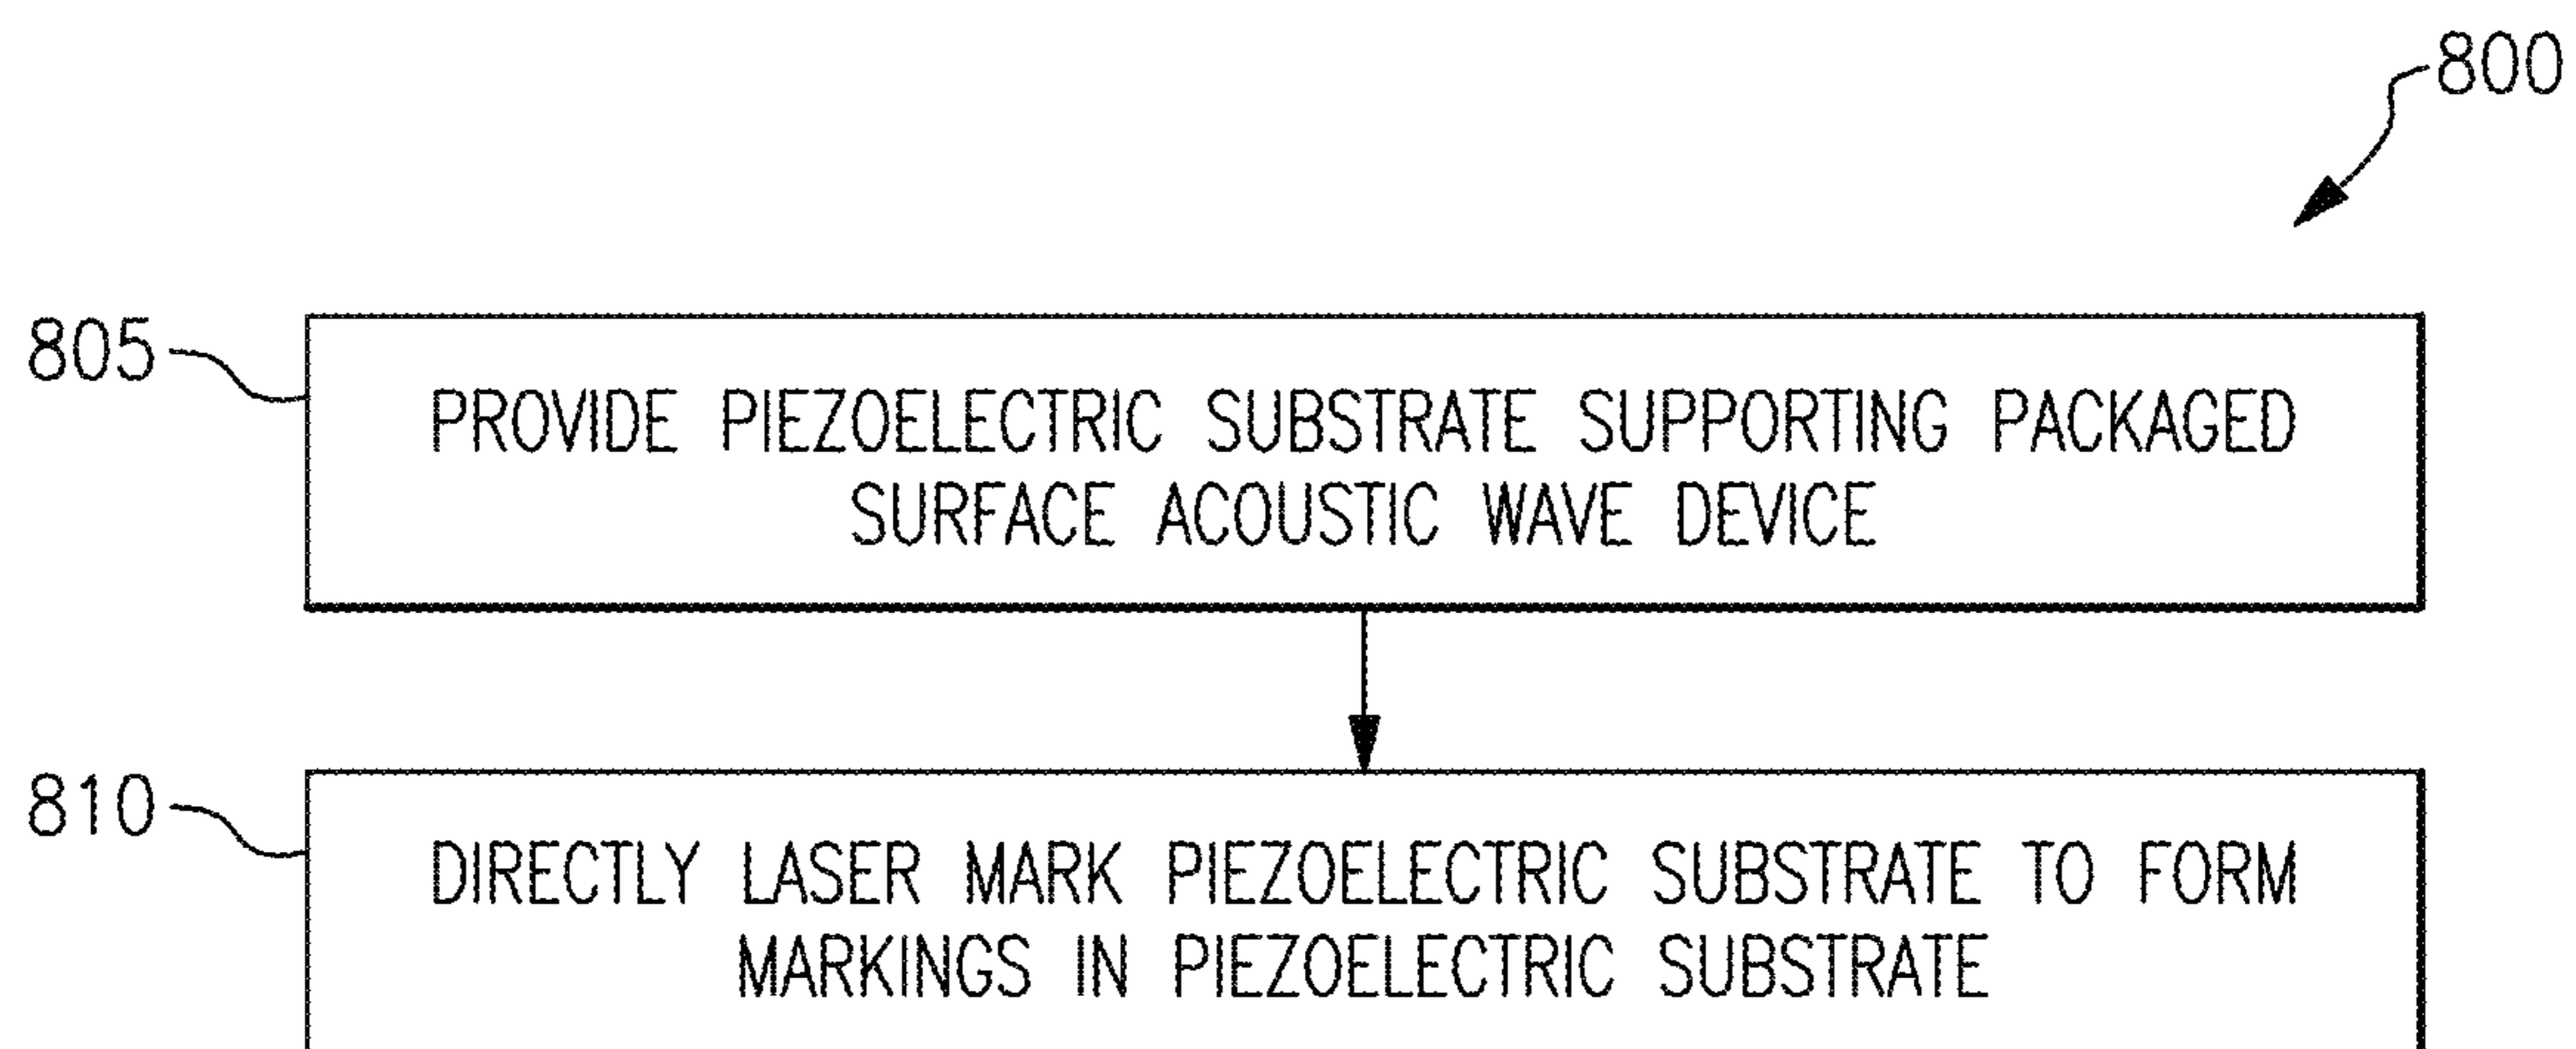 800
805
PROVIDE PIEZOELECTRIC SUBSTRATE SUPPORTING PACKAGED
SURFACE ACOUSTIC WAVE DEVICE
810
DIRECTLY LASER MARK PIEZOELECTRIC SUBSTRATE TO FORM
MARKINGS IN PIEZOELECTRIC SUBSTRATE